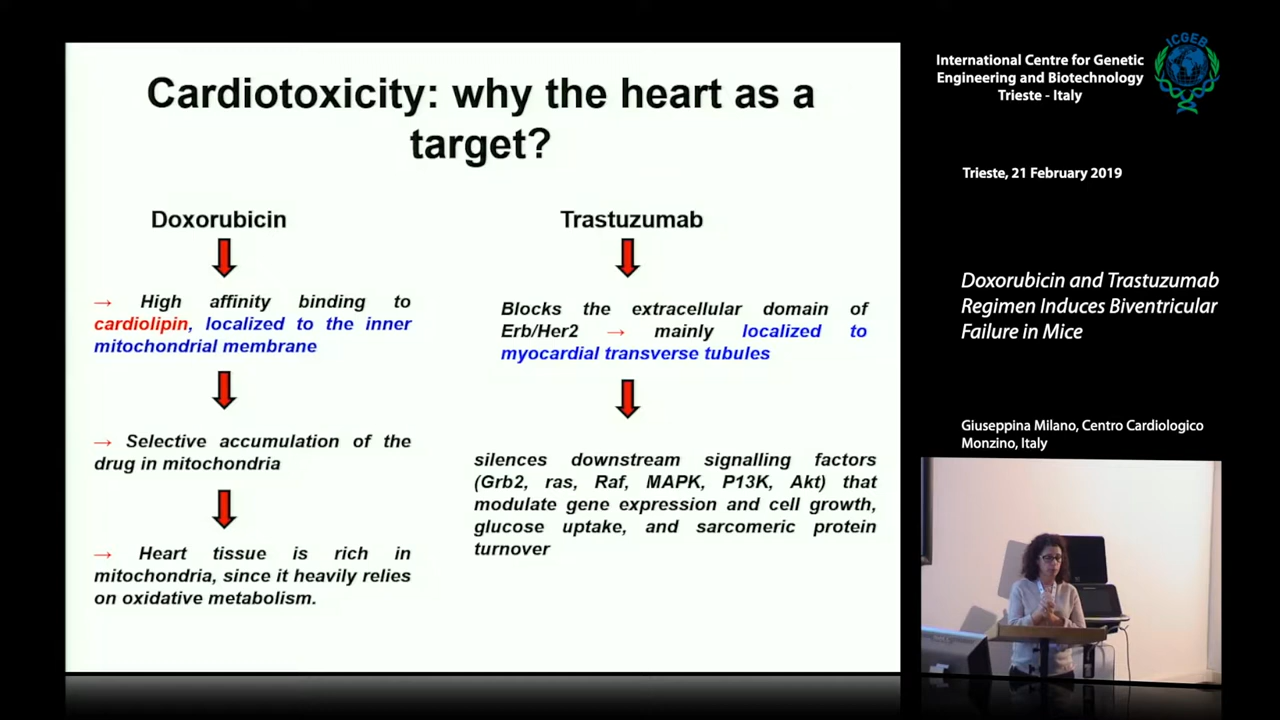 Cardiotoxicity: why the heart as a
target?
Doxorubicin
→ High affinity binding to
cardiolipin, localized to the inner
mitochondrial membrane
→ Selective accumulation of the
drug in mitochondria
→ Heart tissue is rich in
mitochondria, since it heavily relies
on oxidative metabolism.
Trastuzumab
Blocks the extracellular domain of
Erb/Her2 → mainly localized to
myocardial transverse tubules
silences downstream signalling factors
(Grb2, ras, Raf, MAPK, P13K, Akt) that
modulate gene expression and cell growth,
glucose uptake, and sarcomeric protein
turnover
International Centre for Genetic
Engineering and Biotechnology
Trieste - Italy
ICGEB
Trieste, 21 February 2019
Doxorubicin and Trastuzumab
Regimen Induces Biventricular
Failure in Mice
Giuseppina Milano, Centro Cardiologico
Monzino, Italy